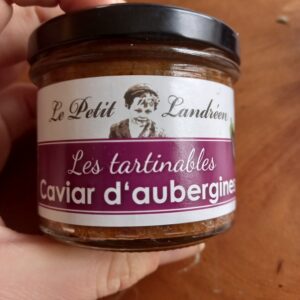 Le Petit Landréen
Les tartinables
Caviar d'aubergines